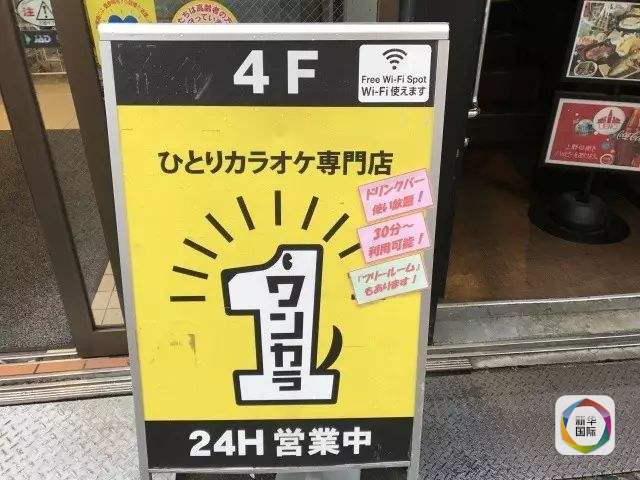 4F
Free Wi-Fi Spot
Wi-Fi 使えます
ひとりカラオケ専門店
ドリンクバー
使い放題！
30分～
利用可能！
「フリールーム」
もあります！
ワンカラ
24H 営業中
新华
国际